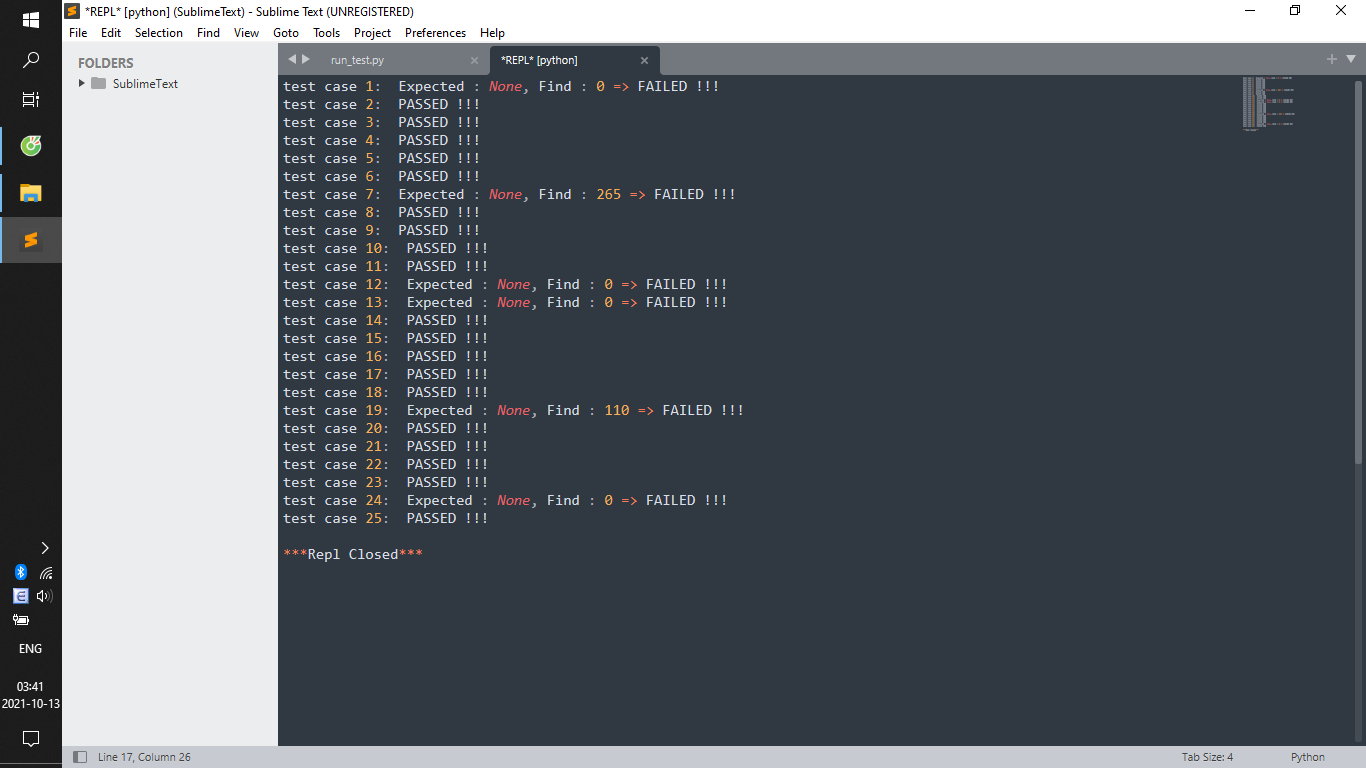 *REPL* [python] (SublimeText) - Sublime Text (UNREGISTERED)
File Edit Selection Find View Goto Tools Project Preferences Help
FOLDERS
SublimeText
run_test.py
*REPL* [python]
test case 1:  Expected : None, Find : 0 => FAILED !!!
test case 2:  PASSED !!!
test case 3:  PASSED !!!
test case 4:  PASSED !!!
test case 5:  PASSED !!!
test case 6:  PASSED !!!
test case 7:  Expected : None, Find : 265 => FAILED !!!
test case 8:  PASSED !!!
test case 9:  PASSED !!!
test case 10:  PASSED !!!
test case 11:  PASSED !!!
test case 12:  Expected : None, Find : 0 => FAILED !!!
test case 13:  Expected : None, Find : 0 => FAILED !!!
test case 14:  PASSED !!!
test case 15:  PASSED !!!
test case 16:  PASSED !!!
test case 17:  PASSED !!!
test case 18:  PASSED !!!
test case 19:  Expected : None, Find : 110 => FAILED !!!
test case 20:  PASSED !!!
test case 21:  PASSED !!!
test case 22:  PASSED !!!
test case 23:  PASSED !!!
test case 24:  Expected : None, Find : 0 => FAILED !!!
test case 25:  PASSED !!!
***Repl Closed***
ENG
03:41
2021-10-13
Line 17, Column 26
Tab Size: 4
Python